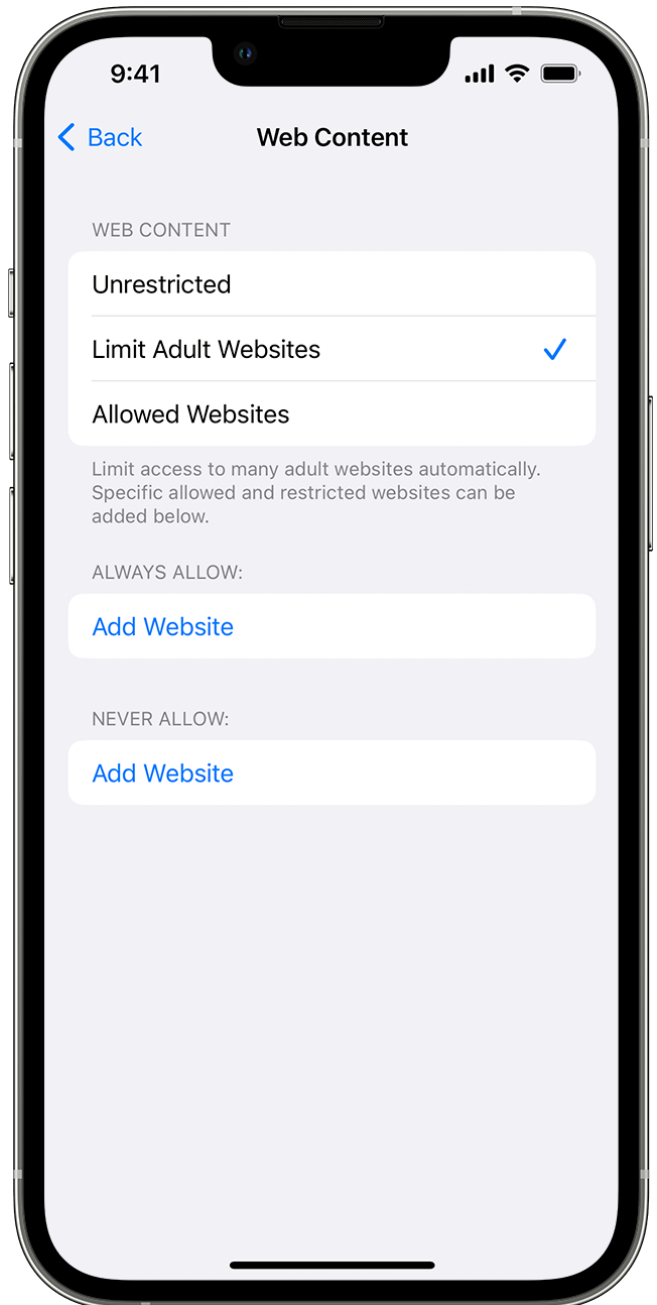 9:41
Back
Web Content
WEB CONTENT
Unrestricted
Limit Adult Websites
Allowed Websites
Limit access to many adult websites automatically.
Specific allowed and restricted websites can be
added below.
ALWAYS ALLOW:
Add Website
NEVER ALLOW:
Add Website